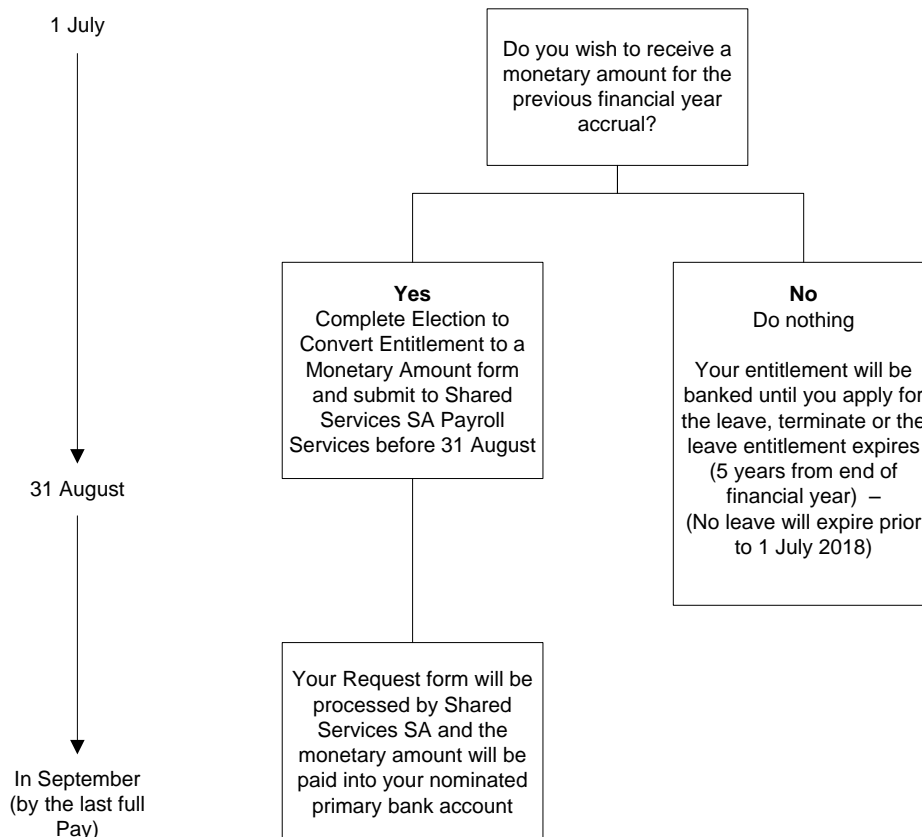 1 July
Do you wish to receive a
monetary amount for the
previous financial year
accrual?
Yes
Complete Election to
Convert Entitlement to a
Monetary Amount form
and submit to Shared
Services SA Payroll
Services before 31 August
No
Do nothing
Your entitlement will be
banked until you apply for
the leave, terminate or the
leave entitlement expires
(5 years from end of
financial year) –
(No leave will expire prior
to 1 July 2018)
31 August
Your Request form will be
processed by Shared
Services SA and the
monetary amount will be
paid into your nominated
primary bank account
In September
(by the last full
Pay)